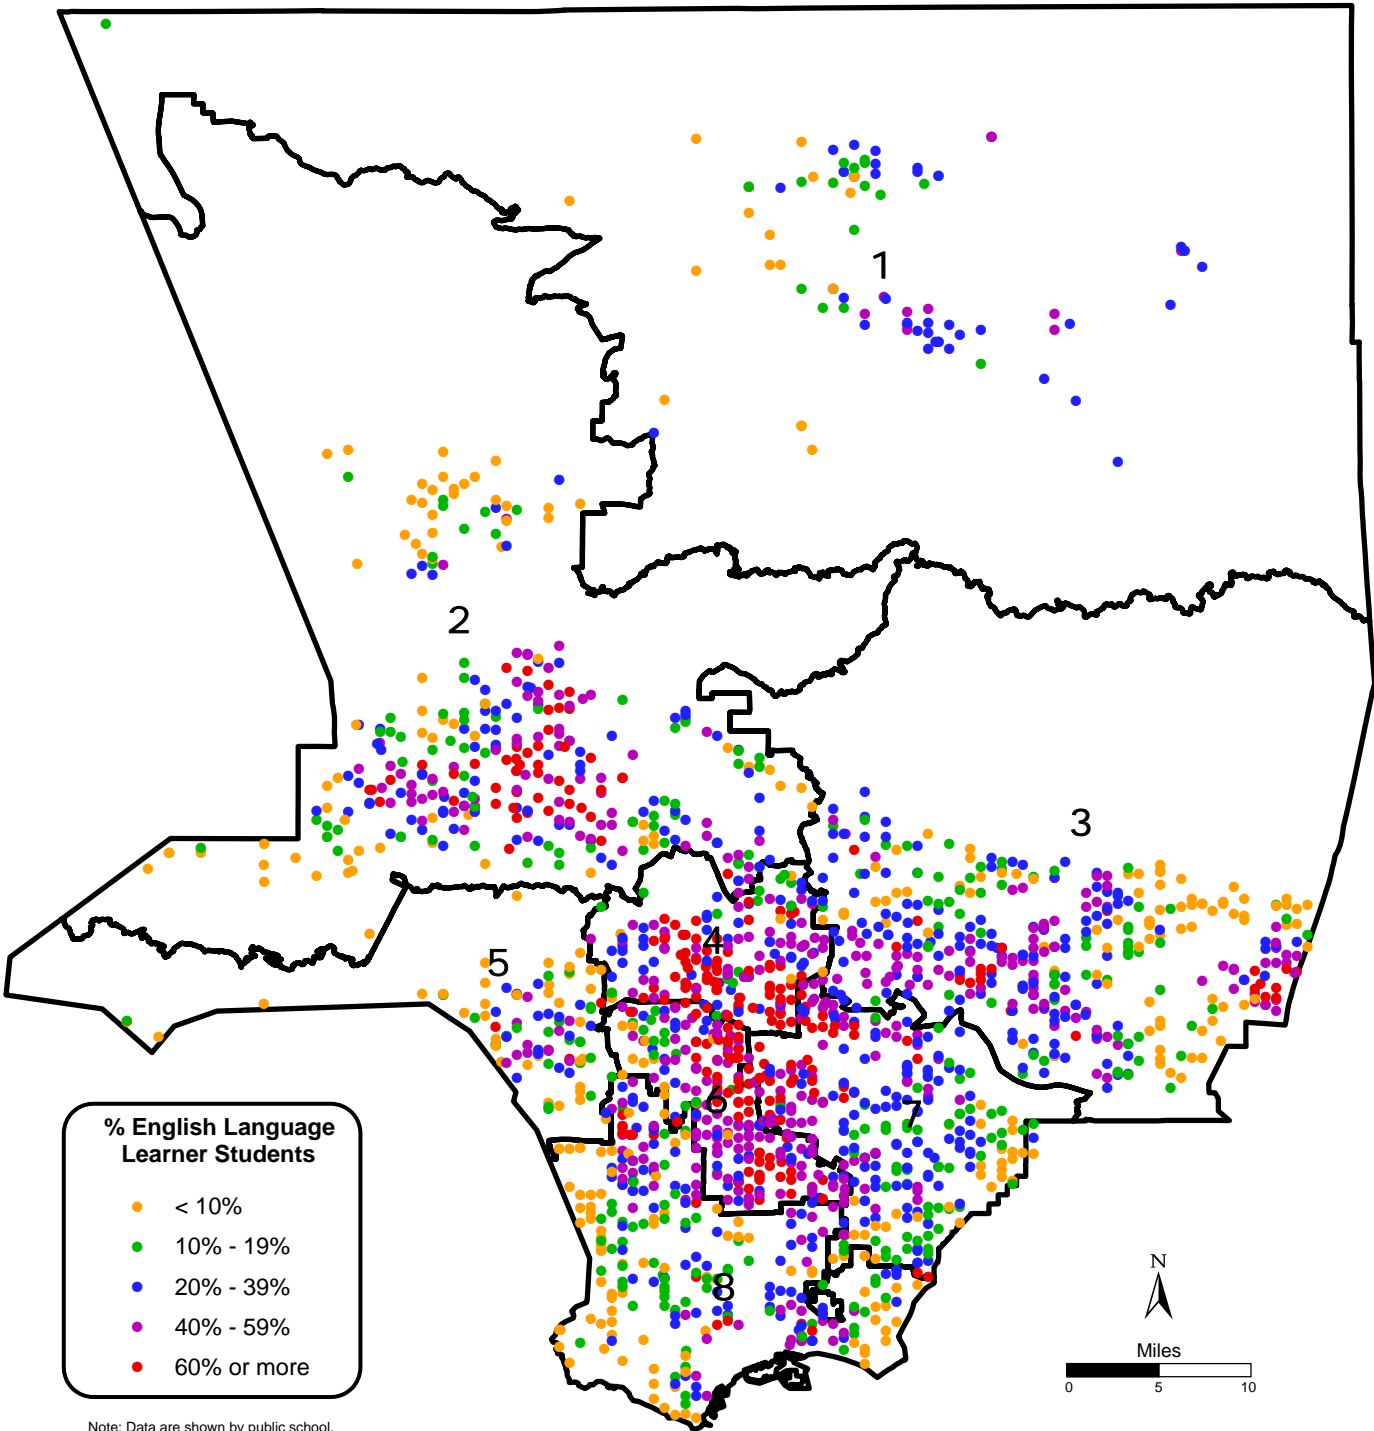 1
2
3
4
5
6
7
8
% English Language
Learner Students
< 10%
10% - 19%
20% - 39%
40% - 59%
60% or more
N
Miles
0 5 10
Note: Data are shown by public school.